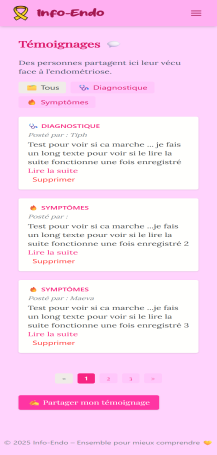 Info-Endo
Témoignages
Des personnes partagent ici leur vécu
face à l'endométriose.
Tous
Diagnostique
Symptômes
DIAGNOSTIQUE
Posté par : Tiph
Test pour voir si ca marche ... je fais
un long texte pour voir si le lire la
suite fonctionne une fois enregistré
Lire la suite
Supprimer
SYMPTÔMES
Posté par :
Test pour voir si ca marche ...je fais
un long texte pour voir si le lire la
suite fonctionne une fois enregistré 2
Lire la suite
Supprimer
SYMPTÔMES
Posté par : Maeva
Test pour voir si ca marche ...je fais
un long texte pour voir si le lire la
suite fonctionne une fois enregistré 3
Lire la suite
Supprimer
« 1 2 3 »
Partager mon témoignage
© 2025 Info-Endo – Ensemble pour mieux comprendre